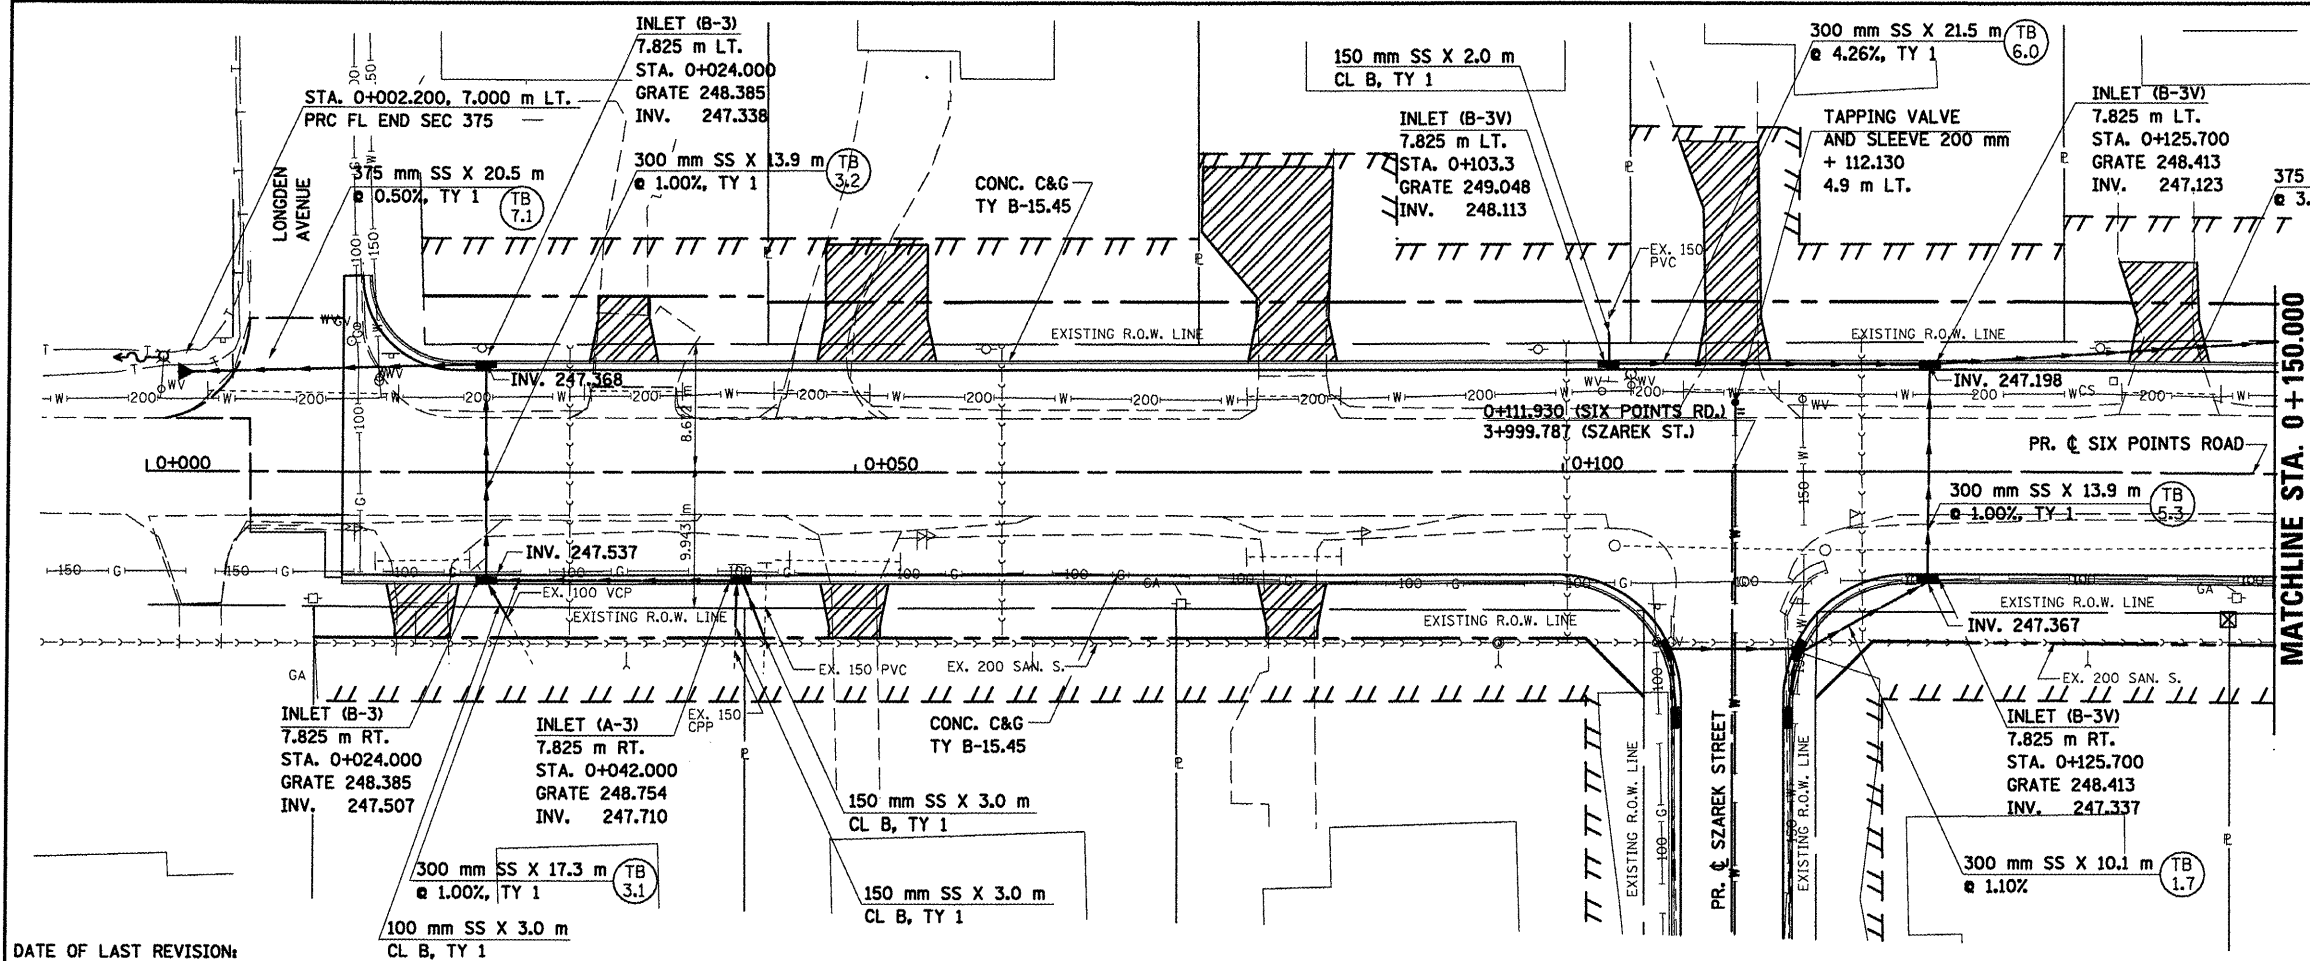 INLET (B-3)
7.825 m LT.
STA. 0+024.000
GRATE 248.385
INV. 247.338
STA. 0+002.200, 7.000 m LT.
PRC FL END SEC 375
LONGDEN
AVENUE
375 mm SS X 20.5 m
@ 0.50%, TY 1
TB
7.1
300 mm SS X 13.9 m
@ 1.00%, TY 1
TB
3.2
CONC. C&G
TY B-15.45
150 mm SS X 2.0 m
CL B, TY 1
INLET (B-3V)
7.825 m LT.
STA. 0+103.3
GRATE 249.048
INV. 248.113
300 mm SS X 21.5 m
@ 4.26%, TY 1
TB
6.0
TAPPING VALVE
AND SLEEVE 200 mm
+ 112.130
4.9 m LT.
INLET (B-3V)
7.825 m LT.
STA. 0+125.700
GRATE 248.413
INV. 247.123
375
@ 3.
EX. 150
PVC
EXISTING R.O.W. LINE
EXISTING R.O.W. LINE
INV. 247.368
INV. 247.198
0+111.930 (SIX POINTS RD.) =
3+999.787 (SZAREK ST.)
8.682 m
9.943 m
0+000
0+050
0+100
PR. ℄ SIX POINTS ROAD
MATCHLINE STA. 0+150.000
300 mm SS X 13.9 m
@ 1.00%, TY 1
TB
5.3
INV. 247.537
EX. 100 VCP
EXISTING R.O.W. LINE
EXISTING R.O.W. LINE
EXISTING R.O.W. LINE
INV. 247.367
GA
EX. 150 PVC
EX. 200 SAN. S.
EX. 200 SAN. S.
EX. 150
CPP
INLET (B-3)
7.825 m RT.
STA. 0+024.000
GRATE 248.385
INV. 247.507
INLET (A-3)
7.825 m RT.
STA. 0+042.000
GRATE 248.754
INV. 247.710
CONC. C&G
TY B-15.45
150 mm SS X 3.0 m
CL B, TY 1
INLET (B-3V)
7.825 m RT.
STA. 0+125.700
GRATE 248.413
INV. 247.337
EXISTING R.O.W. LINE
PR. ℄ SZAREK STREET
EXISTING R.O.W. LINE
300 mm SS X 17.3 m
@ 1.00%, TY 1
TB
3.1
150 mm SS X 3.0 m
CL B, TY 1
300 mm SS X 10.1 m
@ 1.10%
TB
1.7
100 mm SS X 3.0 m
CL B, TY 1
DATE OF LAST REVISION: